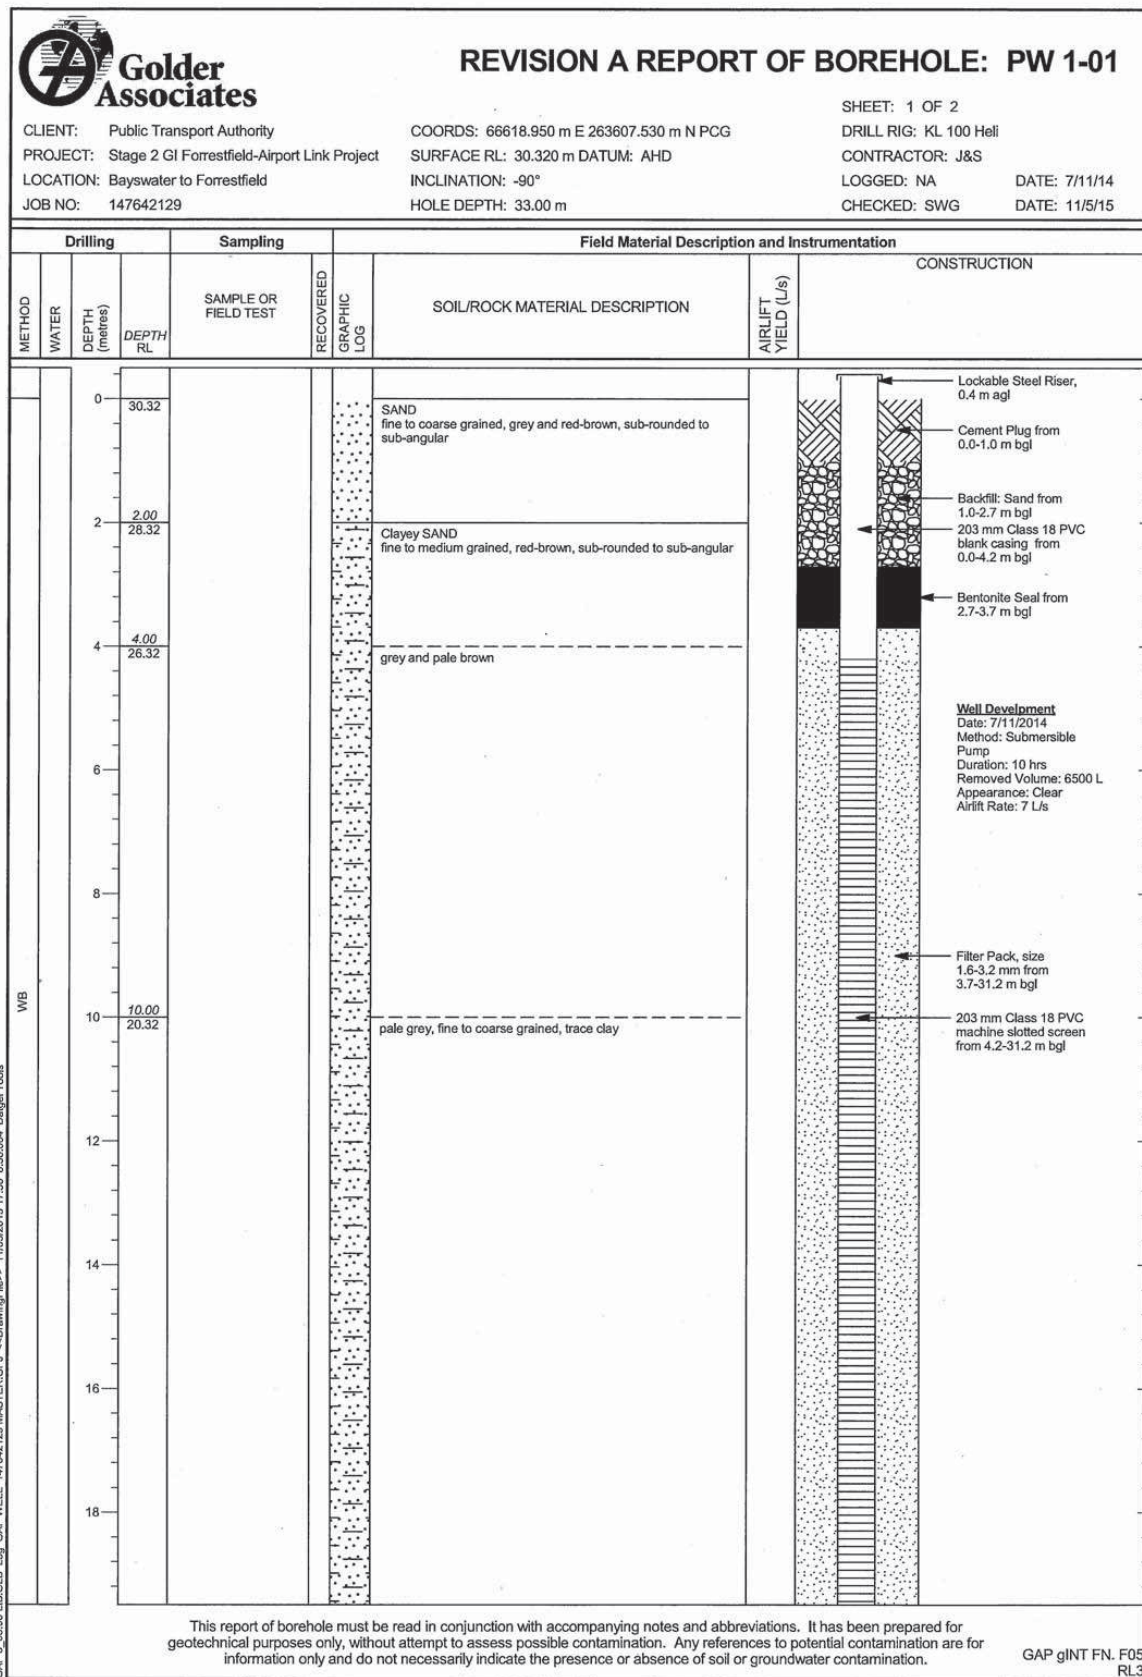 Golder
Associates
REVISION A REPORT OF BOREHOLE: PW 1-01
SHEET: 1 OF 2
CLIENT: Public Transport Authority
COORDS: 66618.950 m E 263607.530 m N PCG
DRILL RIG: KL 100 Heli
PROJECT: Stage 2 GI Forrestfield-Airport Link Project
SURFACE RL: 30.320 m DATUM: AHD
CONTRACTOR: J&S
LOCATION: Bayswater to Forrestfield
INCLINATION: -90°
LOGGED: NA DATE: 7/11/14
JOB NO: 147642129
HOLE DEPTH: 33.00 m
CHECKED: SWG DATE: 11/5/15
Drilling
Sampling
Field Material Description and Instrumentation
METHOD
WATER
DEPTH
(metres)
DEPTH
RL
SAMPLE OR
FIELD TEST
RECOVERED
GRAPHIC
LOG
SOIL/ROCK MATERIAL DESCRIPTION
AIRLIFT
YIELD (L/s)
CONSTRUCTION
WB
0
30.32
SAND
fine to coarse grained, grey and red-brown, sub-rounded to
sub-angular
2
2.00
28.32
Clayey SAND
fine to medium grained, red-brown, sub-rounded to sub-angular
4
4.00
26.32
grey and pale brown
6
8
10
10.00
20.32
pale grey, fine to coarse grained, trace clay
12
14
16
18
Lockable Steel Riser,
0.4 m agl
Cement Plug from
0.0-1.0 m bgl
Backfill: Sand from
1.0-2.7 m bgl
203 mm Class 18 PVC
blank casing from
0.0-4.2 m bgl
Bentonite Seal from
2.7-3.7 m bgl
Well Develpment
Date: 7/11/2014
Method: Submersible
Pump
Duration: 10 hrs
Removed Volume: 6500 L
Appearance: Clear
Airlift Rate: 7 L/s
Filter Pack, size
1.6-3.2 mm from
3.7-31.2 m bgl
203 mm Class 18 PVC
machine slotted screen
from 4.2-31.2 m bgl
This report of borehole must be read in conjunction with accompanying notes and abbreviations. It has been prepared for
geotechnical purposes only, without attempt to assess possible contamination. Any references to potential contamination are for
information only and do not necessarily indicate the presence or absence of soil or groundwater contamination.
GAP gINT FN. F05
RL3